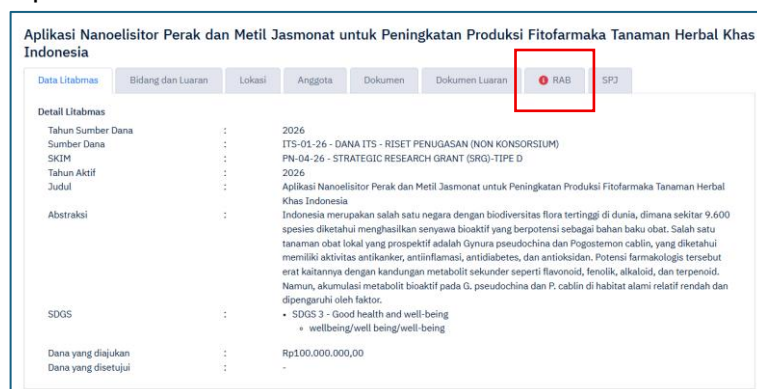 Aplikasi Nanoelisitor Perak dan Metil Jasmonat untuk Peningkatan Produksi Fitofarmaka Tanaman Herbal Khas
Indonesia
Data Litabmas Bidang dan Luaran Lokasi Anggota Dokumen Dokumen Luaran RAB SPJ
Detail Litabmas
Tahun Sumber Dana : 2026
Sumber Dana : ITS-01-26 - DANA ITS - RISET PENUGASAN (NON KONSORSIUM)
SKIM : PN-04-26 - STRATEGIC RESEARCH GRANT (SRG)-TIPE D
Tahun Aktif : 2026
Judul : Aplikasi Nanoelisitor Perak dan Metil Jasmonat untuk Peningkatan Produksi Fitofarmaka Tanaman Herbal
Khas Indonesia
Abstraksi : Indonesia merupakan salah satu negara dengan biodiversitas flora tertinggi di dunia, dimana sekitar 9.600
spesies diketahui menghasilkan senyawa bioaktif yang berpotensi sebagai bahan baku obat. Salah satu
tanaman obat lokal yang prospektif adalah Gynura pseudochina dan Pogostemon cablin, yang diketahui
memiliki aktivitas antikanker, antiinflamasi, antidiabetes, dan antioksidan. Potensi farmakologis tersebut
erat kaitannya dengan kandungan metabolit sekunder seperti flavonoid, fenolik, alkaloid, dan terpenoid.
Namun, akumulasi metabolit bioaktif pada G. pseudochina dan P. cablin di habitat alami relatif rendah dan
dipengaruhi oleh faktor.
SDGS : • SDGS 3 - Good health and well-being
◦ wellbeing/well being/well-being
Dana yang diajukan : Rp100.000.000,00
Dana yang disetujui : -